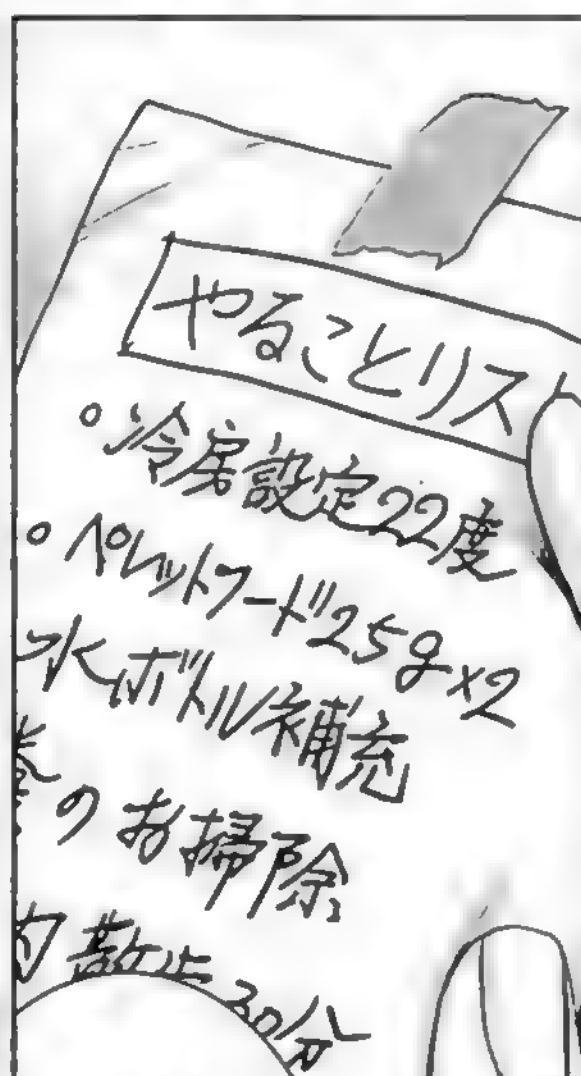 やることリス
冷房設定22度
ペレットフード25g×2
水ボトル補充
のお掃除
内散歩30分